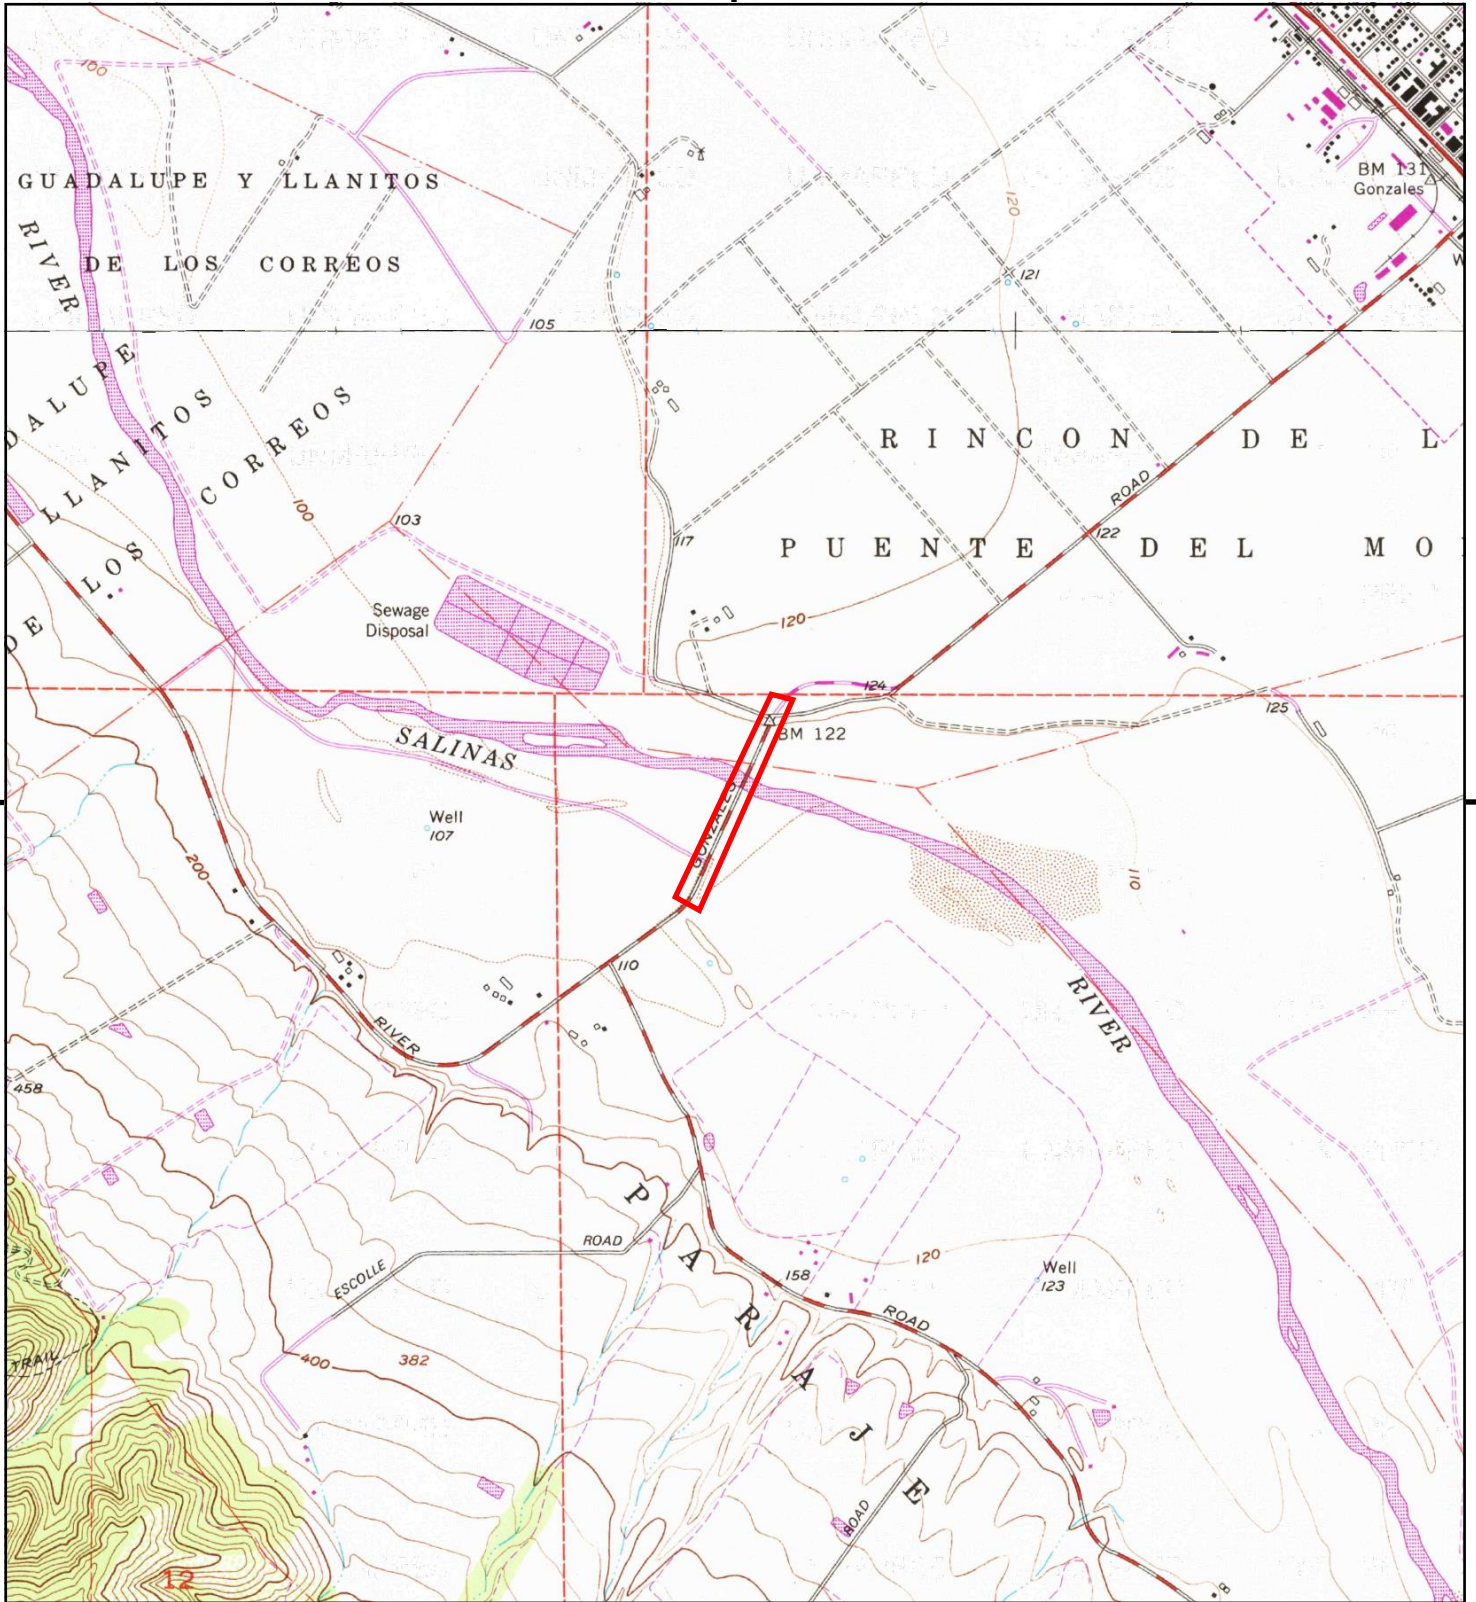 100
BM 131
Gonzales
GUADALUPE Y LLANITOS
DE LOS CORREOS
RIVER
120
121
105
DALUPE
LLANITOS
CORREOS
DE LOS
100
103
RINCON DE L
ROAD
122
117
PUENTE DEL MO
Sewage
Disposal
120
124
125
BM 122
SALINAS
GONZALES
Well
107
200
110
110
RIVER
RIVER
458
P A R A J E
ROAD
ESCOLLE
120
158
Well
123
ROAD
TRAIL
400
382
ROAD
12